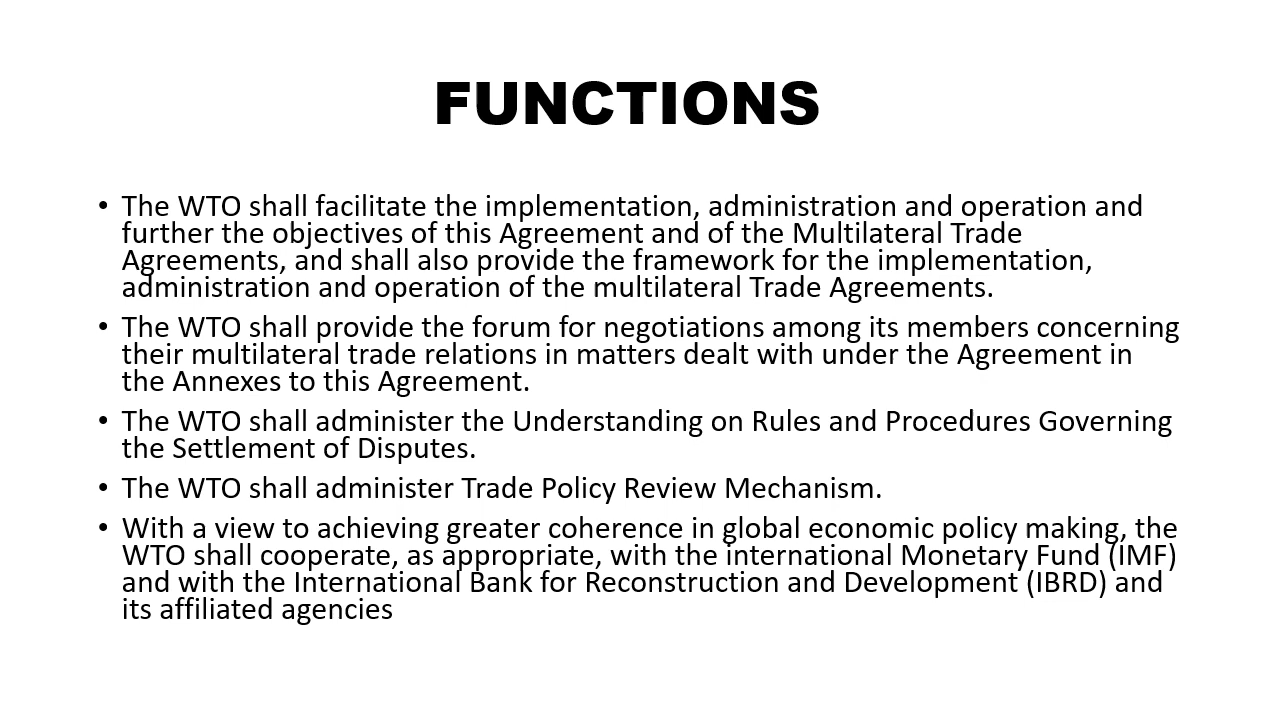 FUNCTIONS
• The WTO shall facilitate the implementation, administration and operation and
further the objectives of this Agreement and of the Multilateral Trade
Agreements, and shall also provide the framework for the implementation,
administration and operation of the multilateral Trade Agreements.
• The WTO shall provide the forum for negotiations among its members concerning
their multilateral trade relations in matters dealt with under the Agreement in
the Annexes to this Agreement.
• The WTO shall administer the Understanding on Rules and Procedures Governing
the Settlement of Disputes.
• The WTO shall administer Trade Policy Review Mechanism.
• With a view to achieving greater coherence in global economic policy making, the
WTO shall cooperate, as appropriate, with the international Monetary Fund (IMF)
and with the International Bank for Reconstruction and Development (IBRD) and
its affiliated agencies